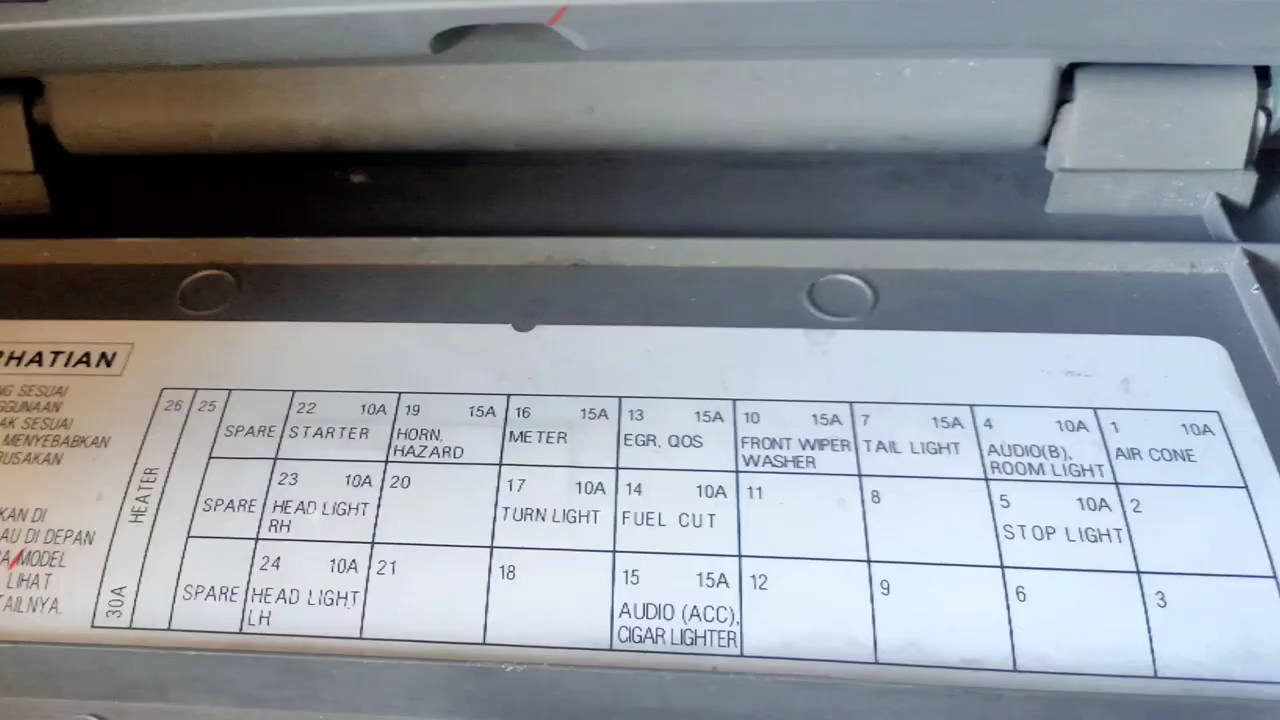 RHATIAN
NG SESUAI
GGUNAAN
AK SESUAI
MENYEBABKAN
RUSAKAN
KAN DI
AU DI DEPAN
MODEL
LIHAT
TAILNYA.
26 HEATER 30A
25
SPARE
22 10A
STARTER
19 15A
HORN,
HAZARD
16 15A
METER
13 15A
EGR, QOS
10 15A
FRONT WIPER
WASHER
7 15A
TAIL LIGHT
4 10A
AUDIO(B),
ROOM LIGHT
1 10A
AIR CONE
SPARE
23 10A
HEAD LIGHT
RH
20
17 10A
TURN LIGHT
14 10A
FUEL CUT
11
8
5 10A
STOP LIGHT
2
SPARE
24 10A
HEAD LIGHT
LH
21
18
15 15A
AUDIO (ACC),
CIGAR LIGHTER
12
9
6
3